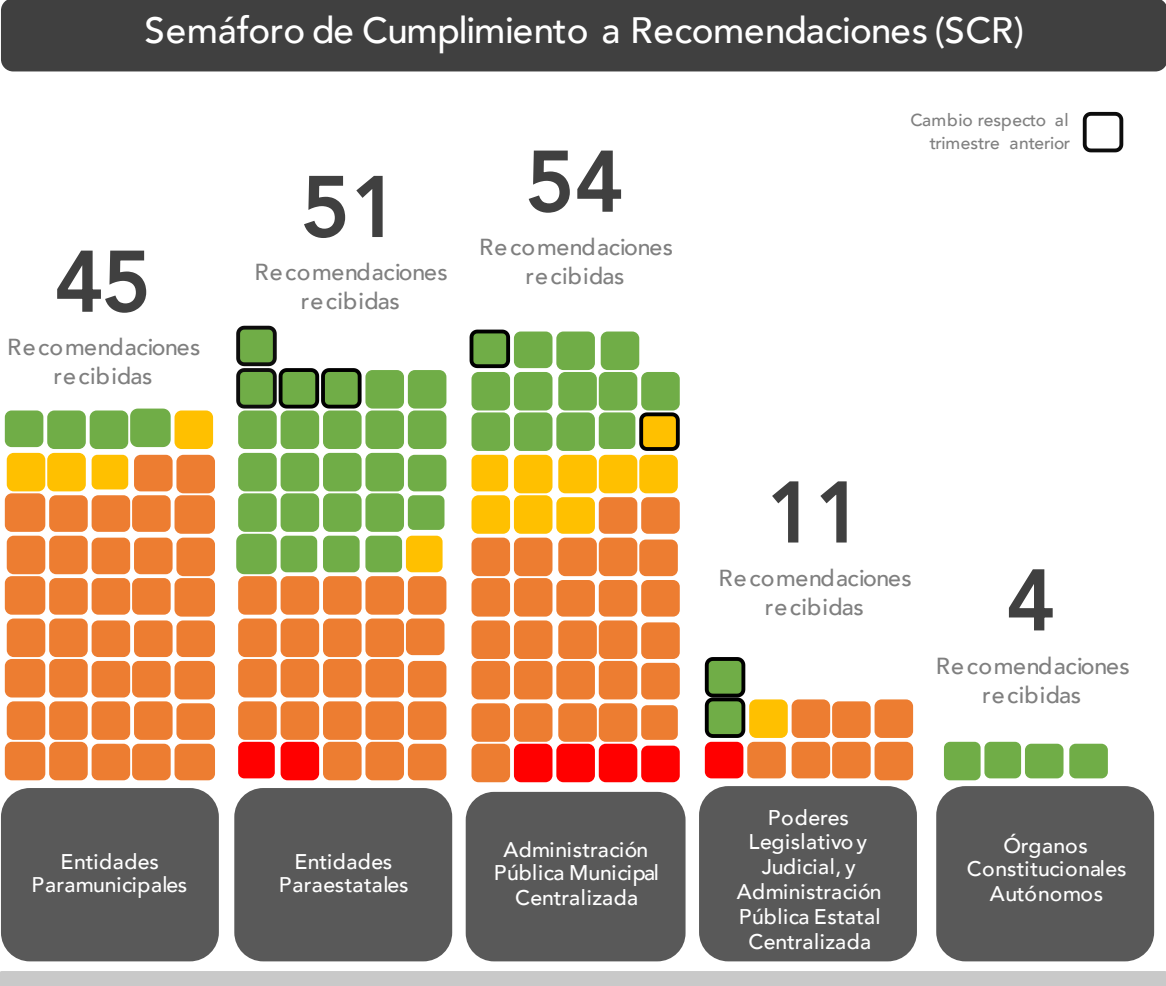 Semáforo de Cumplimiento a Recomendaciones (SCR)
Cambio respecto al
trimestre anterior
45
Recomendaciones
recibidas
51
Recomendaciones
recibidas
54
Recomendaciones
recibidas
11
Recomendaciones
recibidas
4
Recomendaciones
recibidas
Entidades
Paramunicipales
Entidades
Paraestatales
Administración
Pública Municipal
Centralizada
Poderes
Legislativo y
Judicial, y
Administración
Pública Estatal
Centralizada
Órganos
Constitucionales
Autónomos